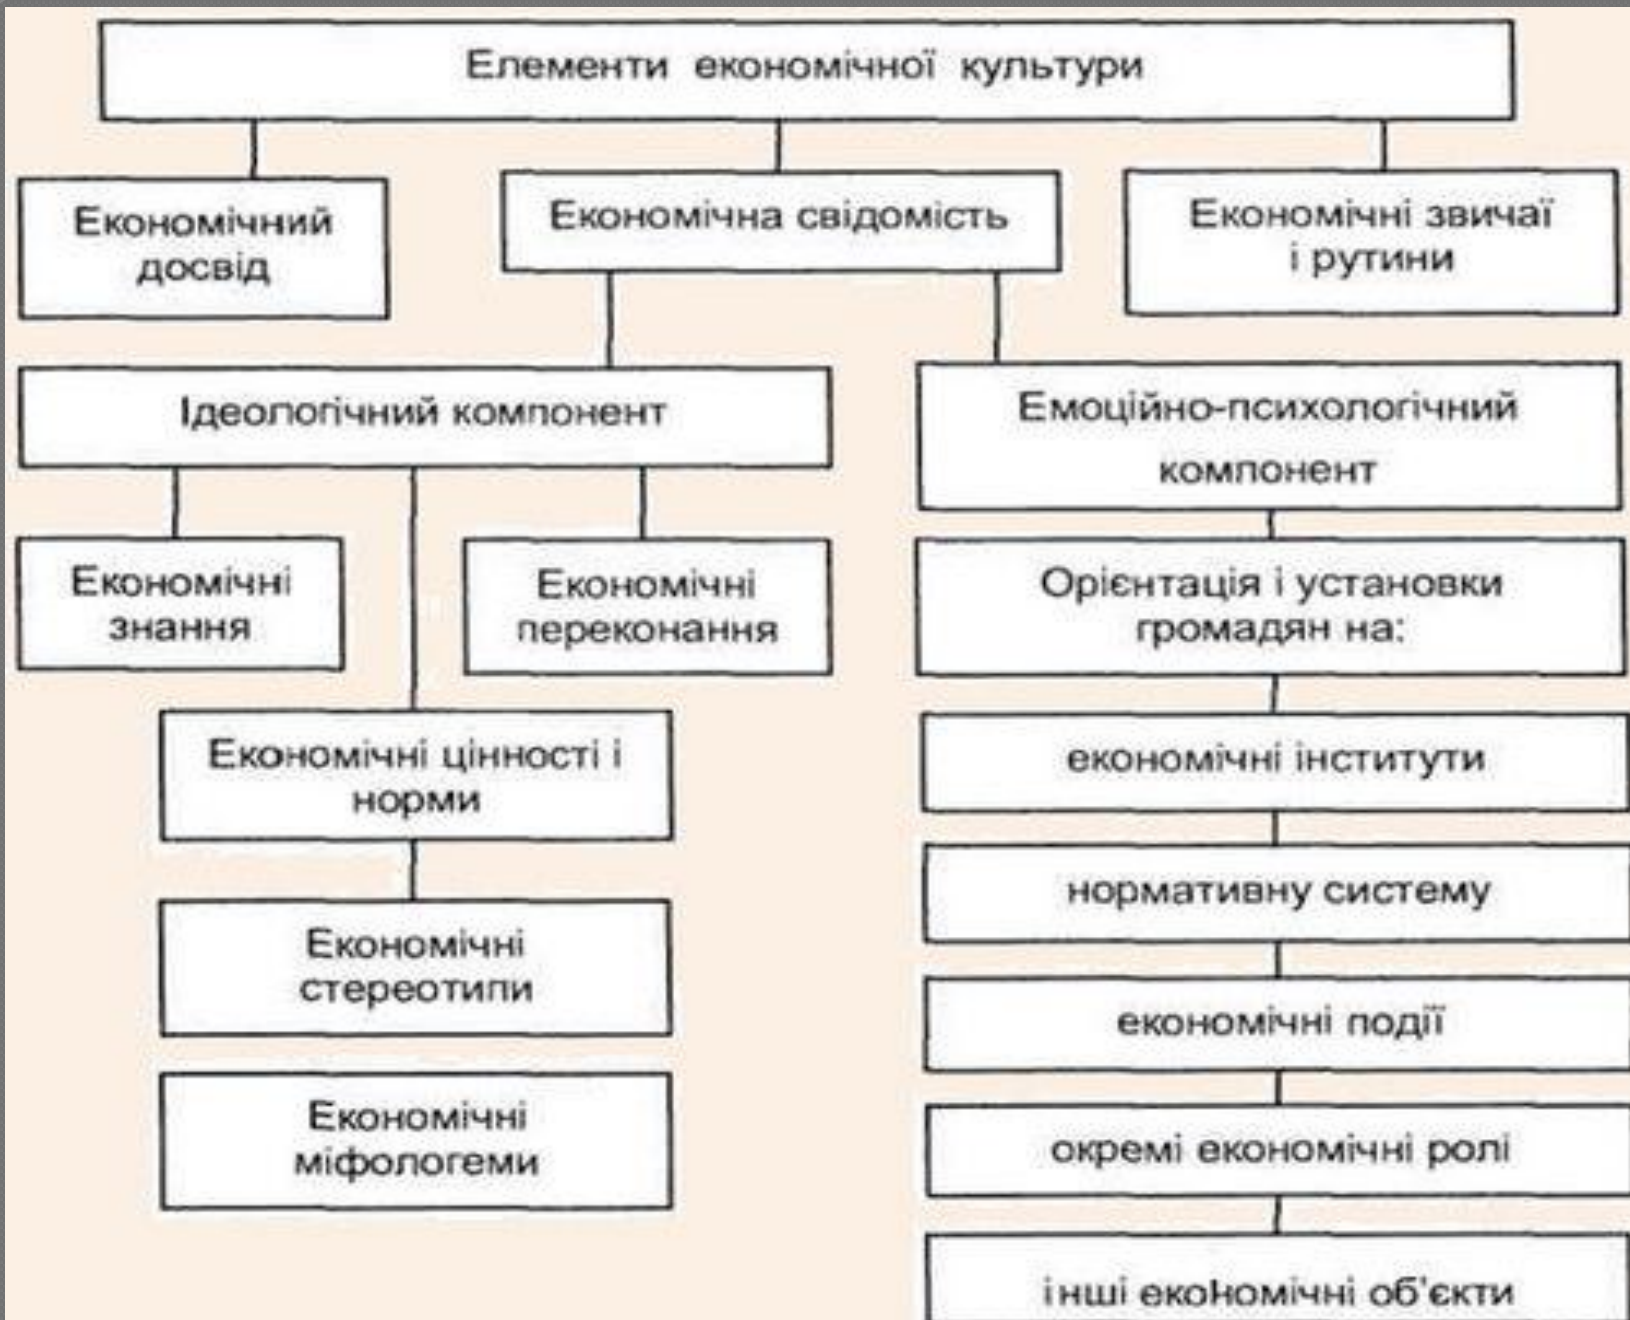 Елементи економічної культури
Економічний
досвід
Економічна свідомість
Економічні звичаї
і рутини
Ідеологічний компонент
Емоційно-психологічний
компонент
Економічні
знання
Економічні
переконання
Орієнтація і установки
громадян на:
Економічні цінності і
норми
економічні інститути
нормативну систему
Економічні
стереотипи
економічні події
Економічні
міфологеми
окремі економічні ролі
інші економічні об'єкти